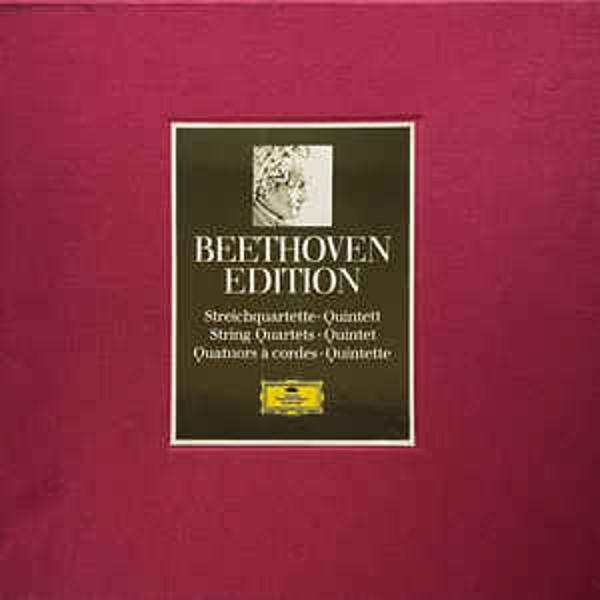 BEETHOVEN
EDITION
Streichquartette · Quintett
String Quartets · Quintet
Quatuors à cordes · Quintette